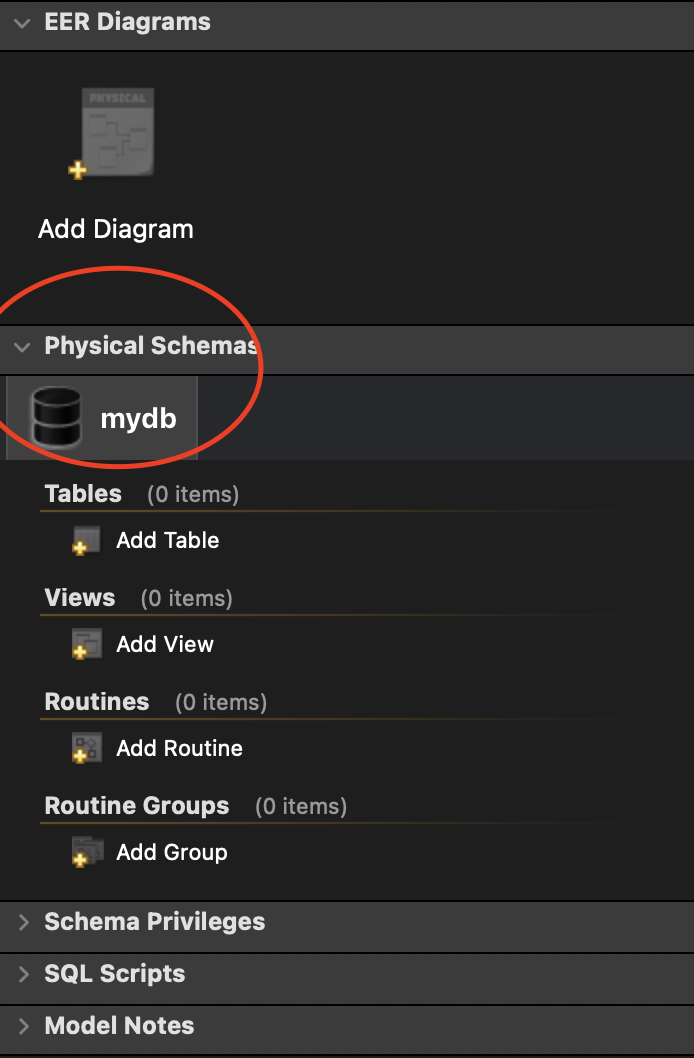 EER Diagrams
PHYSICAL
Add Diagram
Physical Schemas
mydb
Tables (0 items)
Add Table
Views (0 items)
Add View
Routines (0 items)
Add Routine
Routine Groups (0 items)
Add Group
Schema Privileges
SQL Scripts
Model Notes